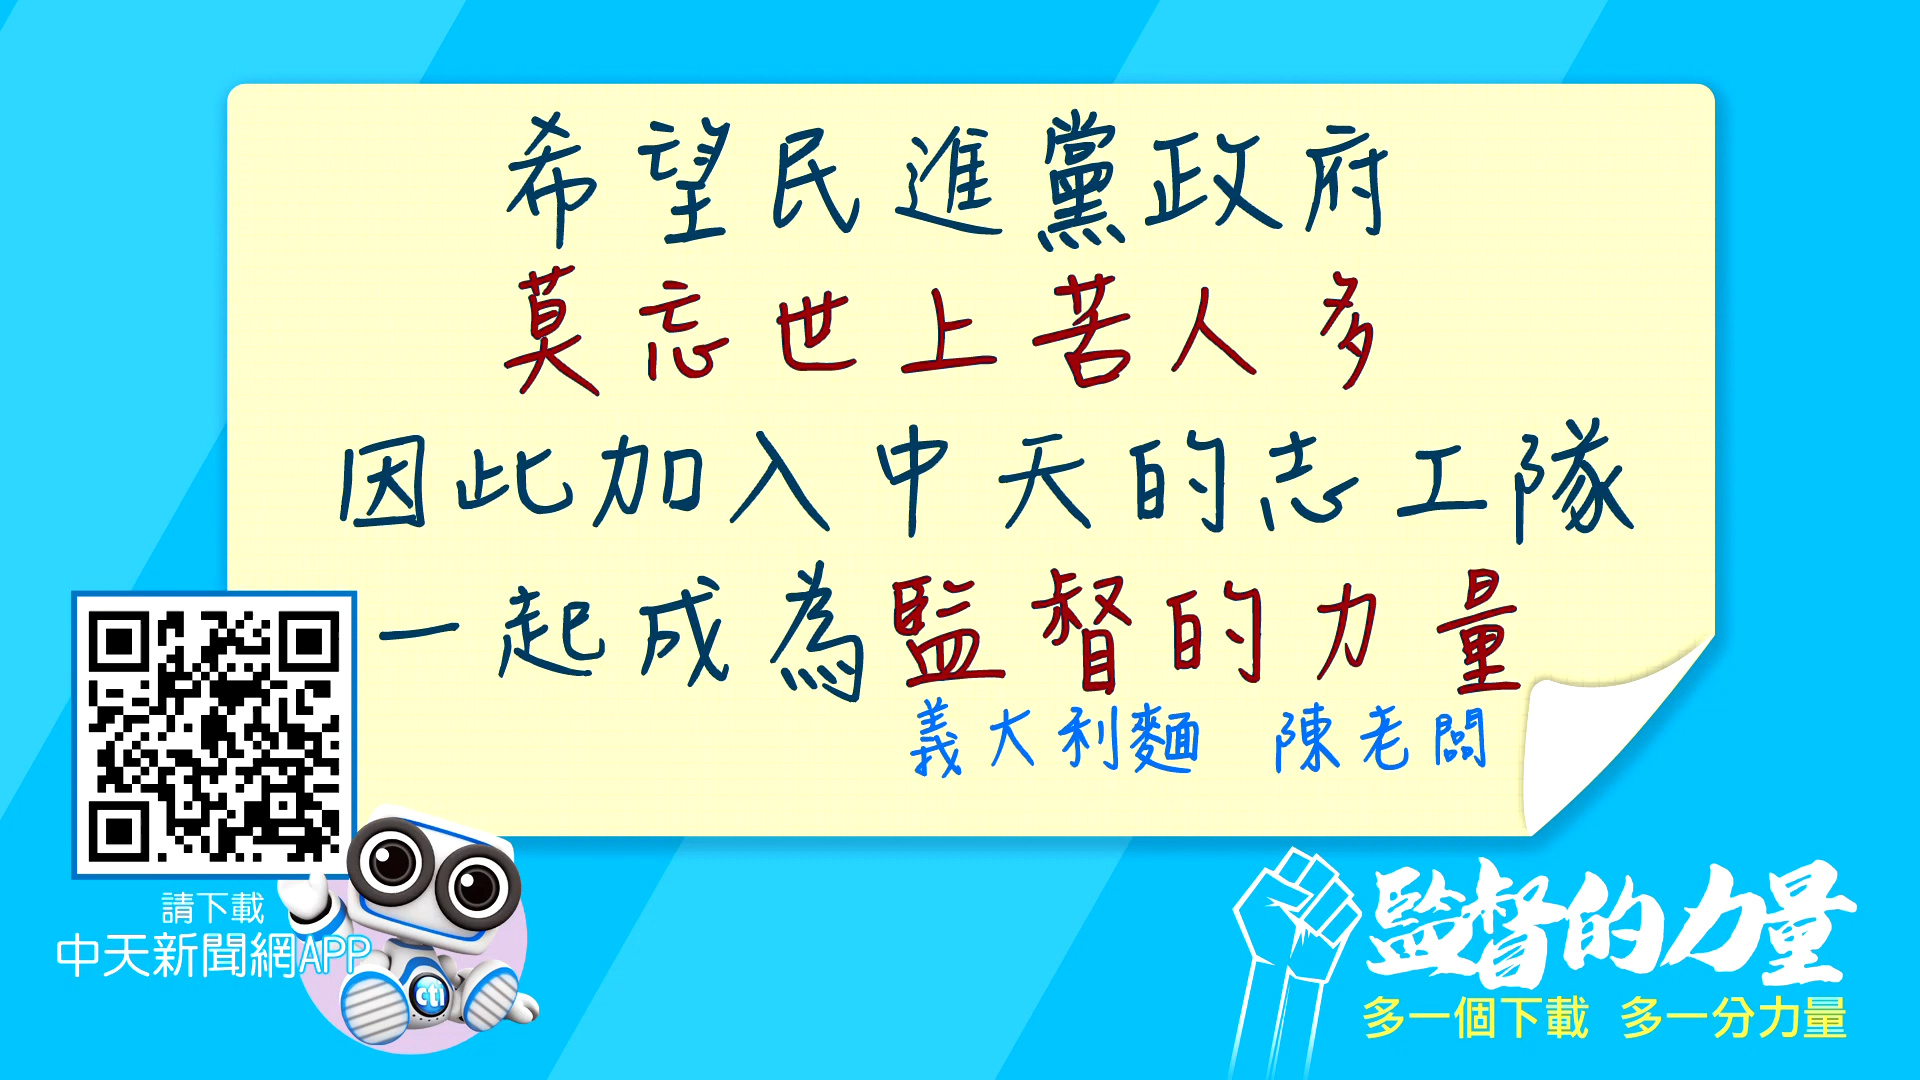 希望民進黨政府
莫忘世上苦人多
因此加入中天的志工隊
一起成為監督的力量
義大利麵 陳老闆
請下載
中天新聞網APP
cti
監督的力量
多一個下載 多一分力量